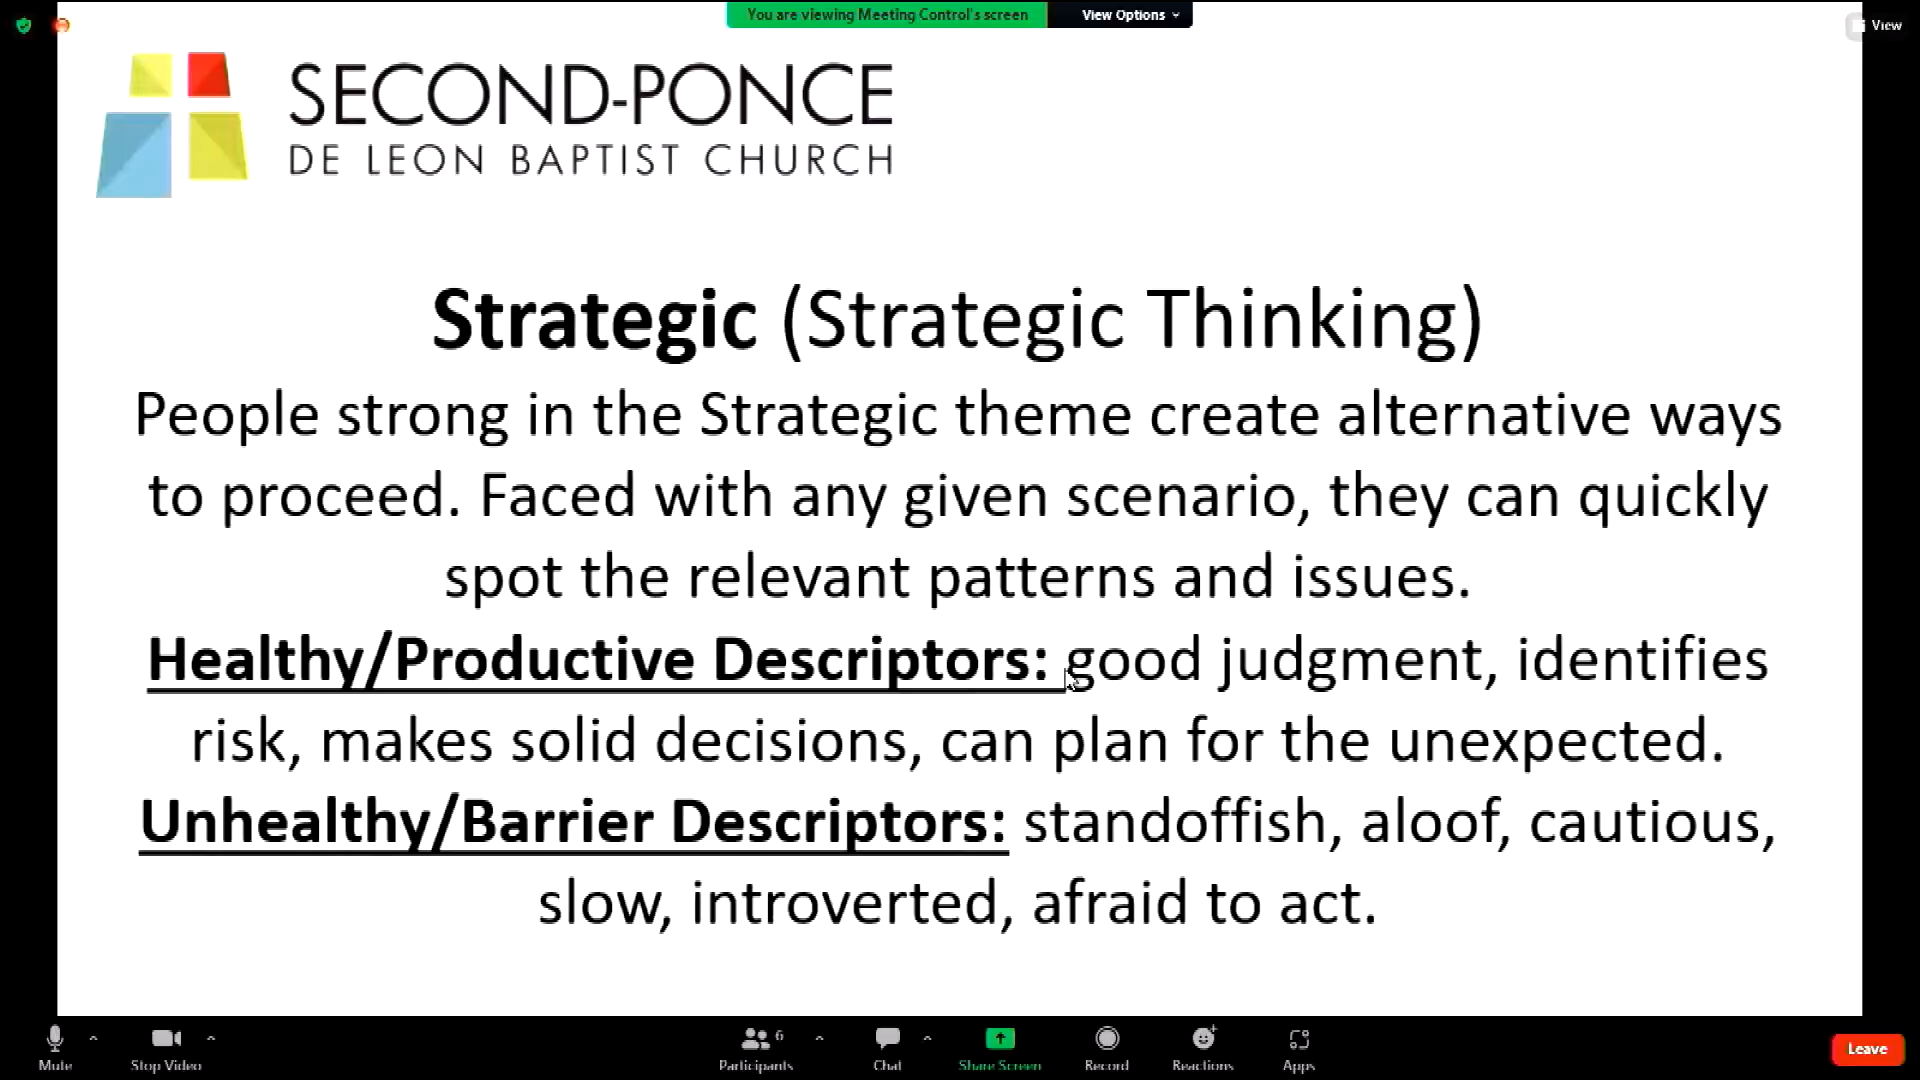 You are viewing Meeting Control's screen
View Options
View
SECOND-PONCE
DE LEON BAPTIST CHURCH
Strategic (Strategic Thinking)
People strong in the Strategic theme create alternative ways
to proceed. Faced with any given scenario, they can quickly
spot the relevant patterns and issues.
Healthy/Productive Descriptors: good judgment, identifies
risk, makes solid decisions, can plan for the unexpected.
Unhealthy/Barrier Descriptors: standoffish, aloof, cautious,
slow, introverted, afraid to act.
6
Mute
Stop Video
Participants
Chat
Share Screen
Record
Reactions
Apps
Leave